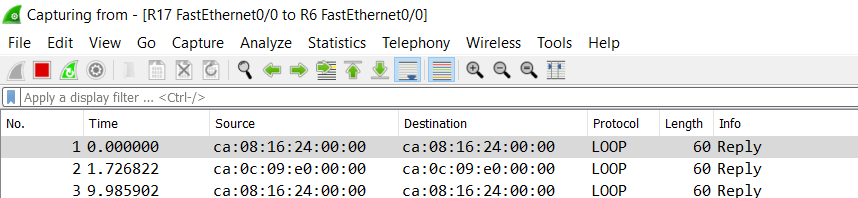 Capturing from - [R17 FastEthernet0/0 to R6 FastEthernet0/0]
File Edit View Go Capture Analyze Statistics Telephony Wireless Tools Help
Apply a display filter ... <Ctrl-/>
No. Time Source Destination Protocol Length Info
1 0.000000 ca:08:16:24:00:00 ca:08:16:24:00:00 LOOP 60 Reply
2 1.726822 ca:0c:09:e0:00:00 ca:0c:09:e0:00:00 LOOP 60 Reply
3 9.985902 ca:08:16:24:00:00 ca:08:16:24:00:00 LOOP 60 Reply